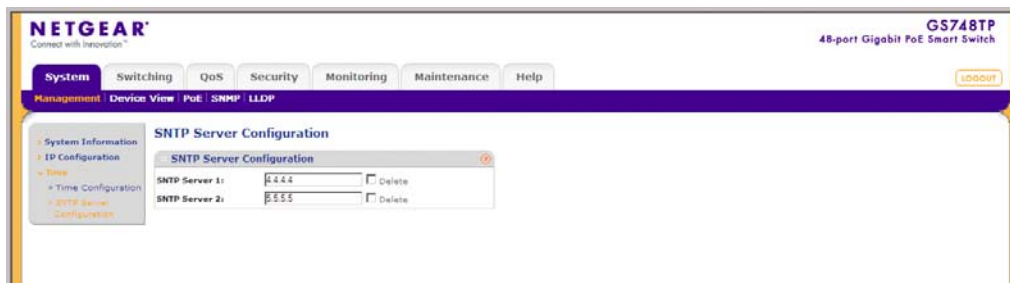 NETGEAR
Connect with Innovation™
GS748TP
48-port Gigabit PoE Smart Switch
System Switching QoS Security Monitoring Maintenance Help
LOGOUT
Management Device View PoE SNMP LLDP
System Information
IP Configuration
Time
Time Configuration
SNTP Server
Configuration
SNTP Server Configuration
SNTP Server Configuration
SNTP Server 1: 4.4.4.4 Delete
SNTP Server 2: 5.5.5.5 Delete